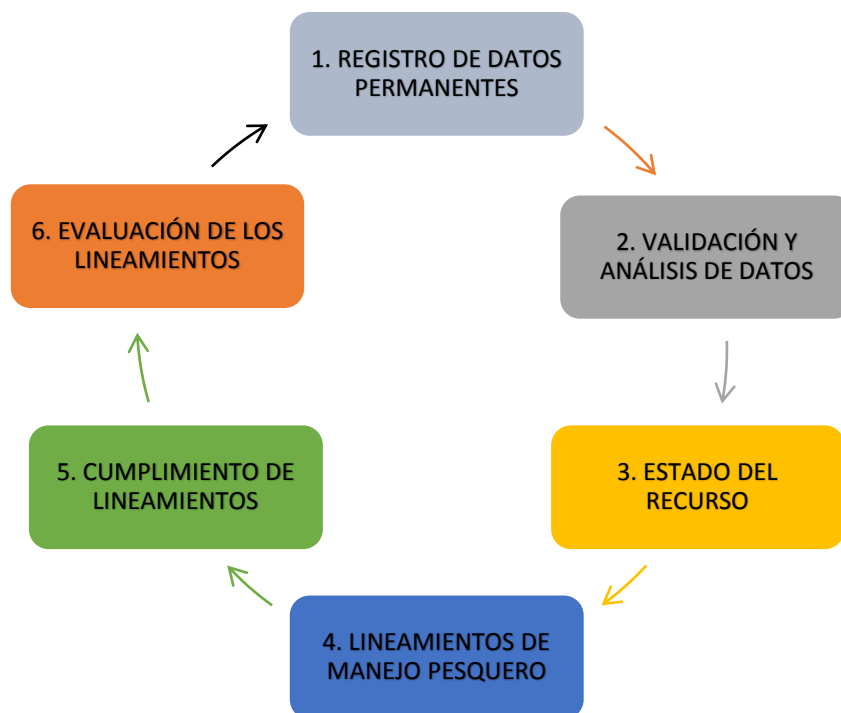 1. REGISTRO DE DATOS
PERMANENTES
2. VALIDACIÓN Y
ANÁLISIS DE DATOS
3. ESTADO DEL
RECURSO
4. LINEAMIENTOS DE
MANEJO PESQUERO
5. CUMPLIMIENTO DE
LINEAMIENTOS
6. EVALUACIÓN DE LOS
LINEAMIENTOS